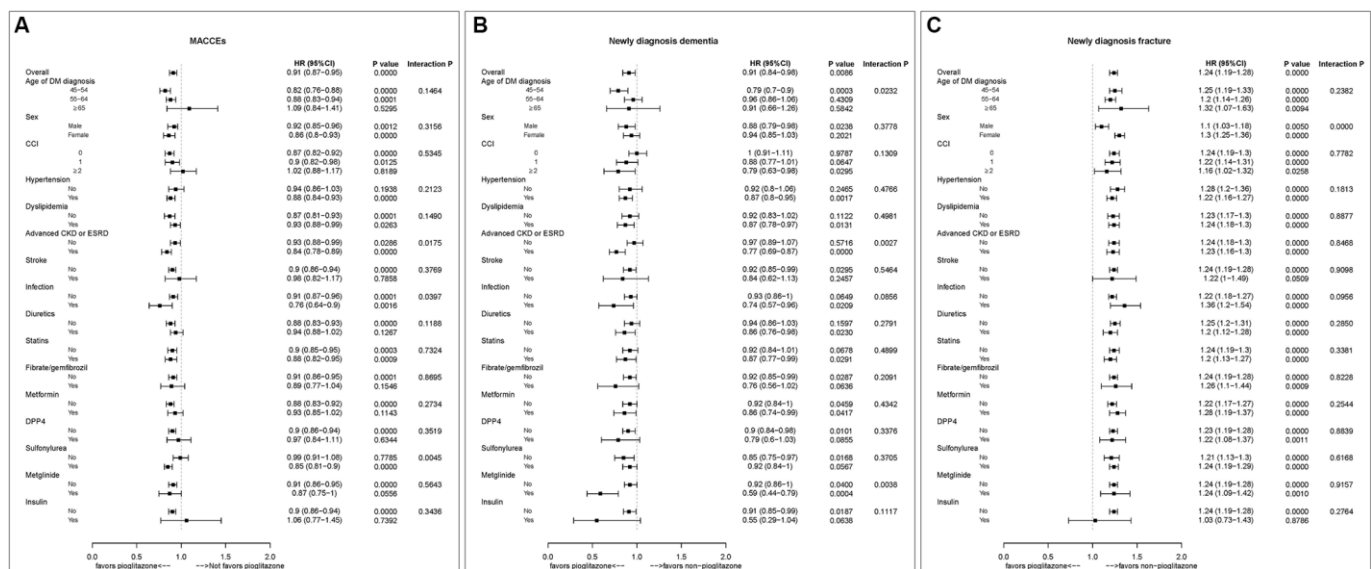 A
MACCEs
HR (95%CI) P value Interaction P
Overall 0.91 (0.87−0.95) 0.0000
Age of DM diagnosis
45−54 0.82 (0.76−0.88) 0.0000 0.1464
55−64 0.88 (0.83−0.94) 0.0001
≥65 1.09 (0.84−1.41) 0.5295
Sex
Male 0.92 (0.85−0.96) 0.0012 0.3156
Female 0.86 (0.8−0.93) 0.0000
CCI
0 0.87 (0.82−0.92) 0.0000 0.5345
1 0.9 (0.82−0.98) 0.0125
≥2 1.02 (0.88−1.17) 0.8189
Hypertension
No 0.94 (0.86−1.03) 0.1938 0.2123
Yes 0.88 (0.84−0.93) 0.0000
Dyslipidemia
No 0.87 (0.81−0.93) 0.0001 0.1490
Yes 0.93 (0.88−0.99) 0.0263
Advanced CKD or ESRD
No 0.93 (0.88−0.99) 0.0286 0.0175
Yes 0.84 (0.78−0.89) 0.0000
Stroke
No 0.9 (0.86−0.94) 0.0000 0.3769
Yes 0.98 (0.82−1.17) 0.7858
Infection
No 0.91 (0.87−0.96) 0.0001 0.0397
Yes 0.76 (0.64−0.9) 0.0016
Diuretics
No 0.88 (0.83−0.93) 0.0000 0.1188
Yes 0.94 (0.88−1.02) 0.1267
Statins
No 0.9 (0.85−0.95) 0.0003 0.7324
Yes 0.88 (0.82−0.95) 0.0009
Fibrate/gemfibrozil
No 0.91 (0.86−0.95) 0.0001 0.8695
Yes 0.89 (0.77−1.04) 0.1546
Metformin
No 0.88 (0.83−0.92) 0.0000 0.2734
Yes 0.93 (0.85−1.02) 0.1143
DPP4
No 0.9 (0.86−0.94) 0.0000 0.3519
Yes 0.97 (0.84−1.11) 0.6344
Sulfonylurea
No 0.99 (0.91−1.08) 0.7785 0.0045
Yes 0.85 (0.81−0.9) 0.0000
Metglinide
No 0.91 (0.86−0.95) 0.0000 0.5643
Yes 0.87 (0.75−1) 0.0556
Insulin
No 0.9 (0.86−0.94) 0.0000 0.3436
Yes 1.06 (0.77−1.45) 0.7392
0.0 0.5 1.0 1.5 2.0
favors pioglitazone<−− −−>Not favors pioglitazone
B
Newly diagnosis dementia
HR (95%CI) P value Interaction P
Overall 0.91 (0.84−0.98) 0.0086
Age of DM diagnosis
45−54 0.79 (0.7−0.9) 0.0003 0.0232
55−64 0.96 (0.86−1.06) 0.4309
≥65 0.91 (0.66−1.26) 0.5842
Sex
Male 0.88 (0.79−0.98) 0.0238 0.3778
Female 0.94 (0.85−1.03) 0.2021
CCI
0 1 (0.91−1.11) 0.9787 0.1309
1 0.88 (0.77−1.01) 0.0647
≥2 0.79 (0.63−0.98) 0.0295
Hypertension
No 0.92 (0.8−1.06) 0.2465 0.4766
Yes 0.87 (0.8−0.95) 0.0017
Dyslipidemia
No 0.92 (0.83−1.02) 0.1122 0.4981
Yes 0.87 (0.78−0.97) 0.0131
Advanced CKD or ESRD
No 0.97 (0.89−1.07) 0.5716 0.0027
Yes 0.77 (0.69−0.87) 0.0000
Stroke
No 0.92 (0.85−0.99) 0.0295 0.5464
Yes 0.84 (0.62−1.13) 0.2457
Infection
No 0.93 (0.86−1) 0.0649 0.0856
Yes 0.74 (0.57−0.96) 0.0209
Diuretics
No 0.94 (0.86−1.03) 0.1597 0.2791
Yes 0.86 (0.76−0.98) 0.0230
Statins
No 0.92 (0.84−1.01) 0.0678 0.4899
Yes 0.87 (0.77−0.99) 0.0291
Fibrate/gemfibrozil
No 0.92 (0.85−0.99) 0.0287 0.2091
Yes 0.76 (0.56−1.02) 0.0636
Metformin
No 0.92 (0.84−1) 0.0459 0.4342
Yes 0.86 (0.74−0.99) 0.0417
DPP4
No 0.9 (0.84−0.98) 0.0101 0.3376
Yes 0.79 (0.6−1.03) 0.0855
Sulfonylurea
No 0.85 (0.75−0.97) 0.0168 0.3705
Yes 0.92 (0.84−1) 0.0567
Metglinide
No 0.92 (0.86−1) 0.0400 0.0038
Yes 0.59 (0.44−0.79) 0.0004
Insulin
No 0.91 (0.85−0.99) 0.0187 0.1117
Yes 0.55 (0.29−1.04) 0.0638
0.0 0.5 1.0 1.5 2.0
favors pioglitazone<−− −−>favors non−pioglitazone
C
Newly diagnosis fracture
HR (95%CI) P value Interaction P
Overall 1.24 (1.19−1.28) 0.0000
Age of DM diagnosis
45−54 1.25 (1.19−1.33) 0.0000 0.2382
55−64 1.2 (1.14−1.26) 0.0000
≥65 1.32 (1.07−1.63) 0.0094
Sex
Male 1.1 (1.03−1.18) 0.0050 0.0000
Female 1.3 (1.25−1.36) 0.0000
CCI
0 1.24 (1.19−1.3) 0.0000 0.7782
1 1.22 (1.14−1.31) 0.0000
≥2 1.16 (1.02−1.32) 0.0258
Hypertension
No 1.28 (1.2−1.36) 0.0000 0.1813
Yes 1.22 (1.16−1.27) 0.0000
Dyslipidemia
No 1.23 (1.17−1.3) 0.0000 0.8877
Yes 1.24 (1.18−1.3) 0.0000
Advanced CKD or ESRD
No 1.24 (1.18−1.3) 0.0000 0.8468
Yes 1.23 (1.16−1.3) 0.0000
Stroke
No 1.24 (1.19−1.28) 0.0000 0.9098
Yes 1.22 (1−1.49) 0.0509
Infection
No 1.22 (1.18−1.27) 0.0000 0.0956
Yes 1.36 (1.2−1.54) 0.0000
Diuretics
No 1.25 (1.2−1.31) 0.0000 0.2850
Yes 1.2 (1.12−1.28) 0.0000
Statins
No 1.24 (1.19−1.3) 0.0000 0.3381
Yes 1.2 (1.13−1.27) 0.0000
Fibrate/gemfibrozil
No 1.24 (1.19−1.28) 0.0000 0.8228
Yes 1.26 (1.1−1.44) 0.0009
Metformin
No 1.22 (1.17−1.27) 0.0000 0.2544
Yes 1.28 (1.19−1.37) 0.0000
DPP4
No 1.23 (1.19−1.28) 0.0000 0.8839
Yes 1.22 (1.08−1.37) 0.0011
Sulfonylurea
No 1.21 (1.13−1.3) 0.0000 0.6168
Yes 1.24 (1.19−1.29) 0.0000
Metglinide
No 1.24 (1.19−1.28) 0.0000 0.9157
Yes 1.24 (1.09−1.42) 0.0010
Insulin
No 1.24 (1.19−1.28) 0.0000 0.2764
Yes 1.03 (0.73−1.43) 0.8786
0.0 0.5 1.0 1.5 2.0
favors pioglitazone<−− −−>favors non−pioglitazone